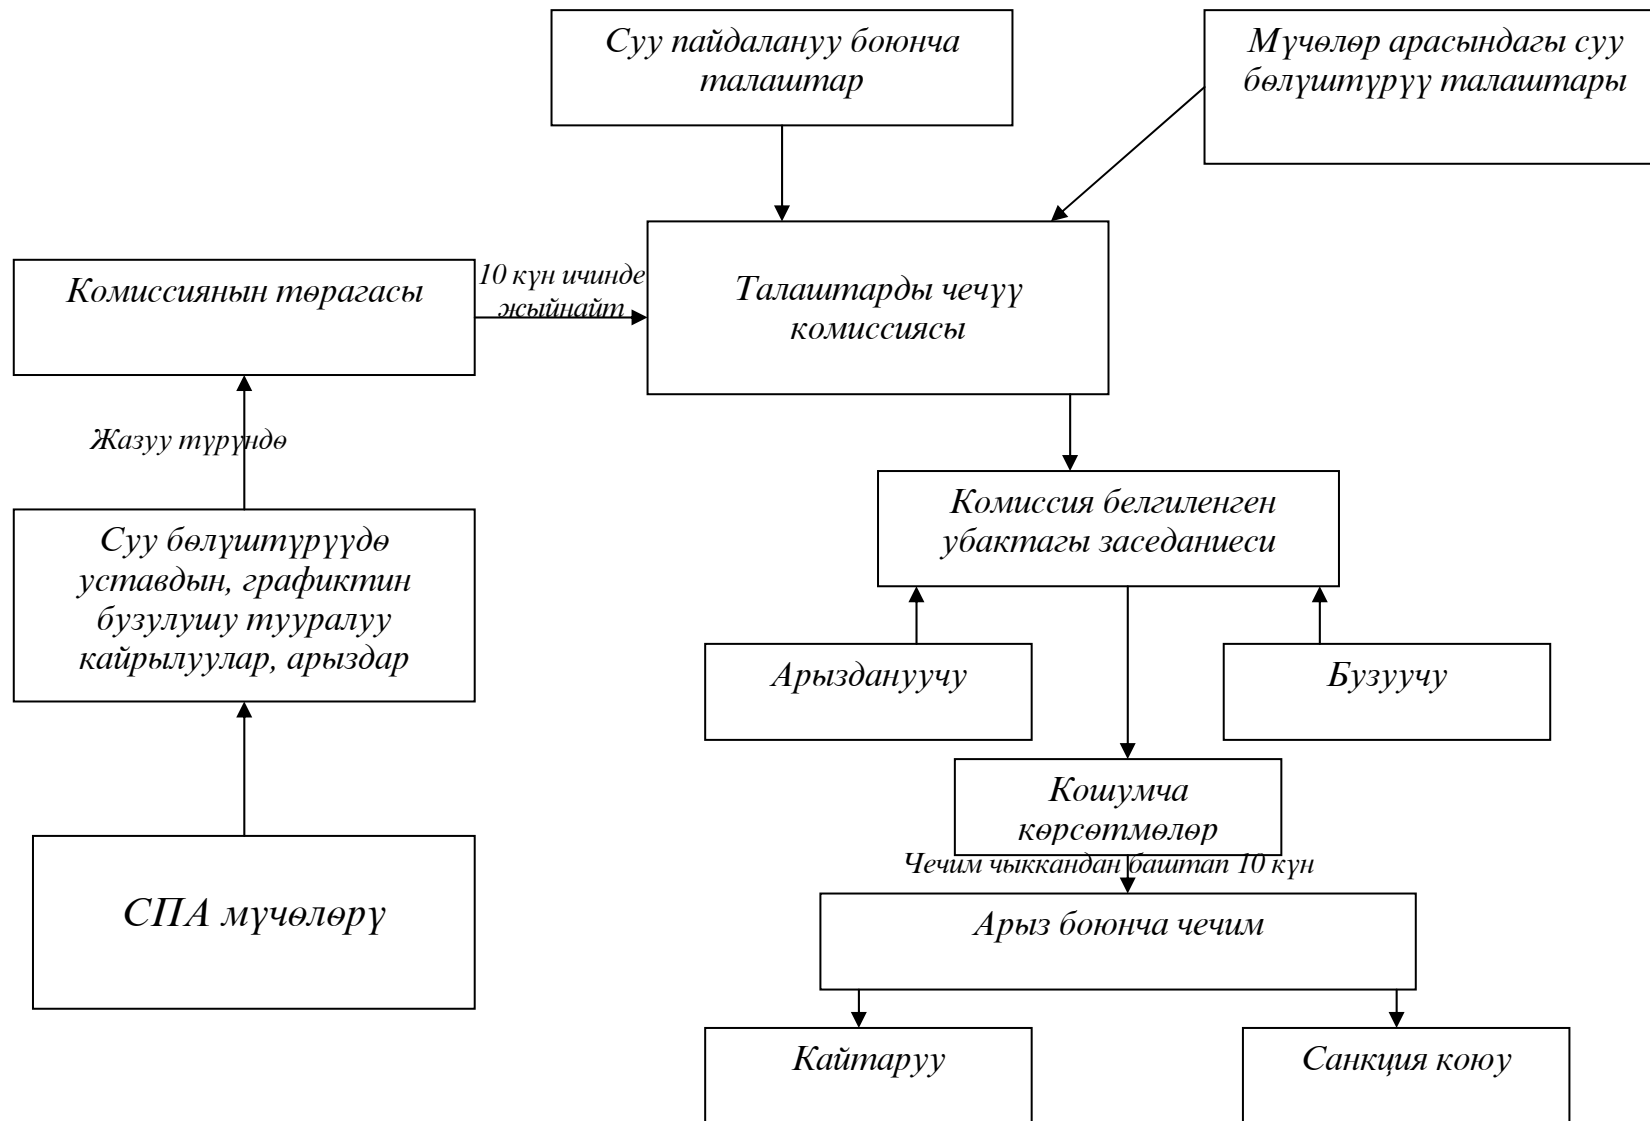 Суу пайдалануу боюнча
талаштар
Мүчөлөр арасындагы суу
бөлүштүрүү талаштары
Комиссиянын төрагасы
10 күн ичинде
жыйнайт
Талаштарды чечүү
комиссиясы
Жазуу түрүндө
Комиссия белгиленген
убактагы заседаниеси
Суу бөлүштүрүүдө
уставдын, графиктин
бузулушу тууралуу
кайрылуулар, арыздар
Арыздануучу
Бузуучу
Кошумча
көрсөтмөлөр
Чечим чыккандан баштап 10 күн
СПА мүчөлөрү
Арыз боюнча чечим
Кайтаруу
Санкция коюу